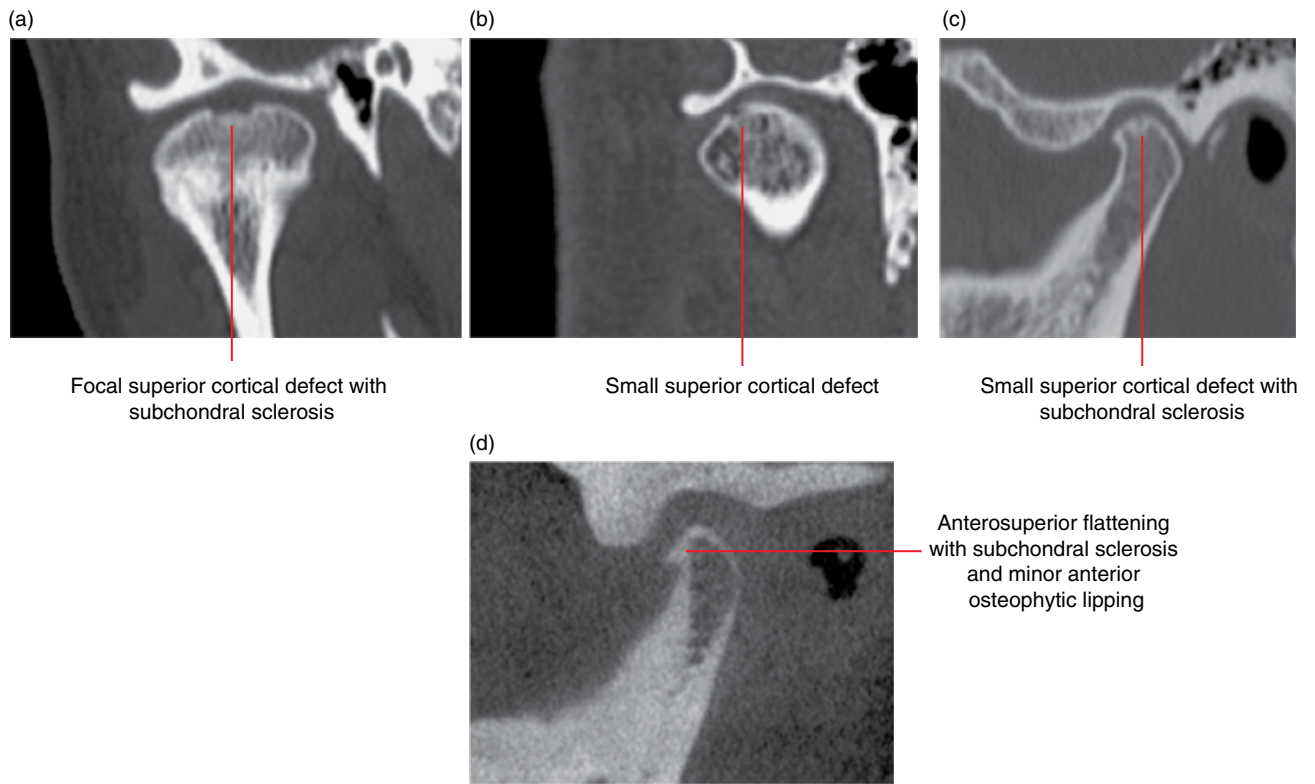 (a)
(b)
(c)
Focal superior cortical defect with
subchondral sclerosis
Small superior cortical defect
Small superior cortical defect with
subchondral sclerosis
(d)
Anterosuperior flattening
with subchondral sclerosis
and minor anterior
osteophytic lipping